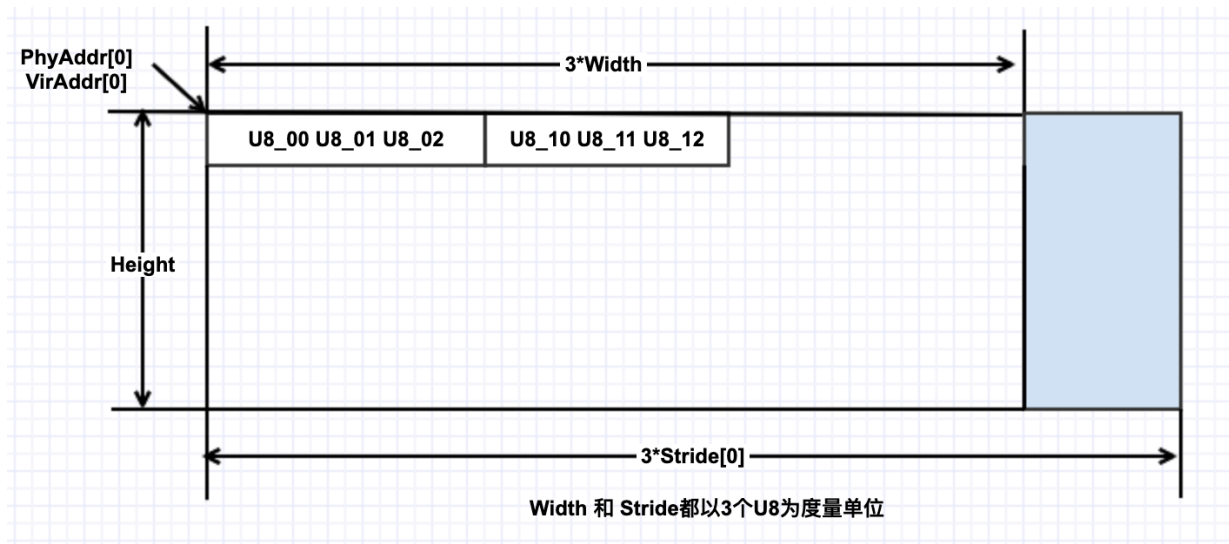 PhyAddr[0]
VirAddr[0]
3*Width
U8_00 U8_01 U8_02
U8_10 U8_11 U8_12
Height
3*Stride[0]
Width 和 Stride都以3个U8为度量单位